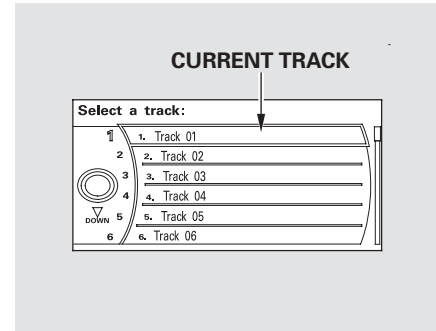 CURRENT TRACK
Select a track:
1 1. Track 01
2 2. Track 02
3 3. Track 03
4 4. Track 04
DOWN 5 5. Track 05
6 6. Track 06